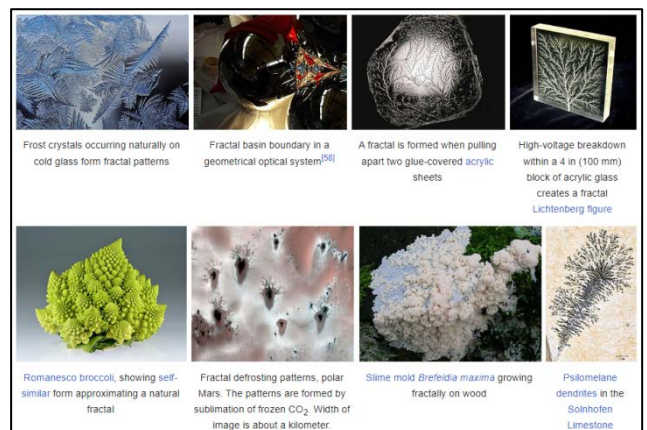 Frost crystals occurring naturally on
cold glass form fractal patterns
Fractal basin boundary in a
geometrical optical system[58]
A fractal is formed when pulling
apart two glue-covered acrylic
sheets
High-voltage breakdown
within a 4 in (100 mm)
block of acrylic glass
creates a fractal
Lichtenberg figure
Romanesco broccoli, showing self-
similar form approximating a natural
fractal
Fractal defrosting patterns, polar
Mars. The patterns are formed by
sublimation of frozen CO2. Width of
image is about a kilometer.
Slime mold Brefeldia maxima growing
fractally on wood
Psilomelane
dendrites in the
Solnhofen
Limestone